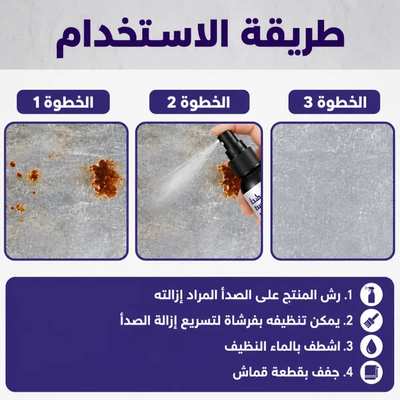 طريقة الاستخدام
الخطوة 1
الخطوة 2
الخطوة 3
1. رش المنتج على الصدأ المراد إزالته
2. يمكن تنظيفه بفرشاة لتسريع إزالة الصدأ
3. اشطف بالماء النظيف
4. جفف بقطعة قماش